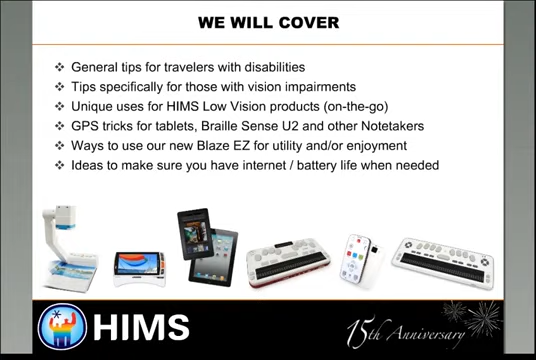 WE WILL COVER
❖ General tips for travelers with disabilities
❖ Tips specifically for those with vision impairments
❖ Unique uses for HIMS Low Vision products (on-the-go)
❖ GPS tricks for tablets, Braille Sense U2 and other Notetakers
❖ Ways to use our new Blaze EZ for utility and/or enjoyment
❖ Ideas to make sure you have internet / battery life when needed
HIMS
15th Anniversary